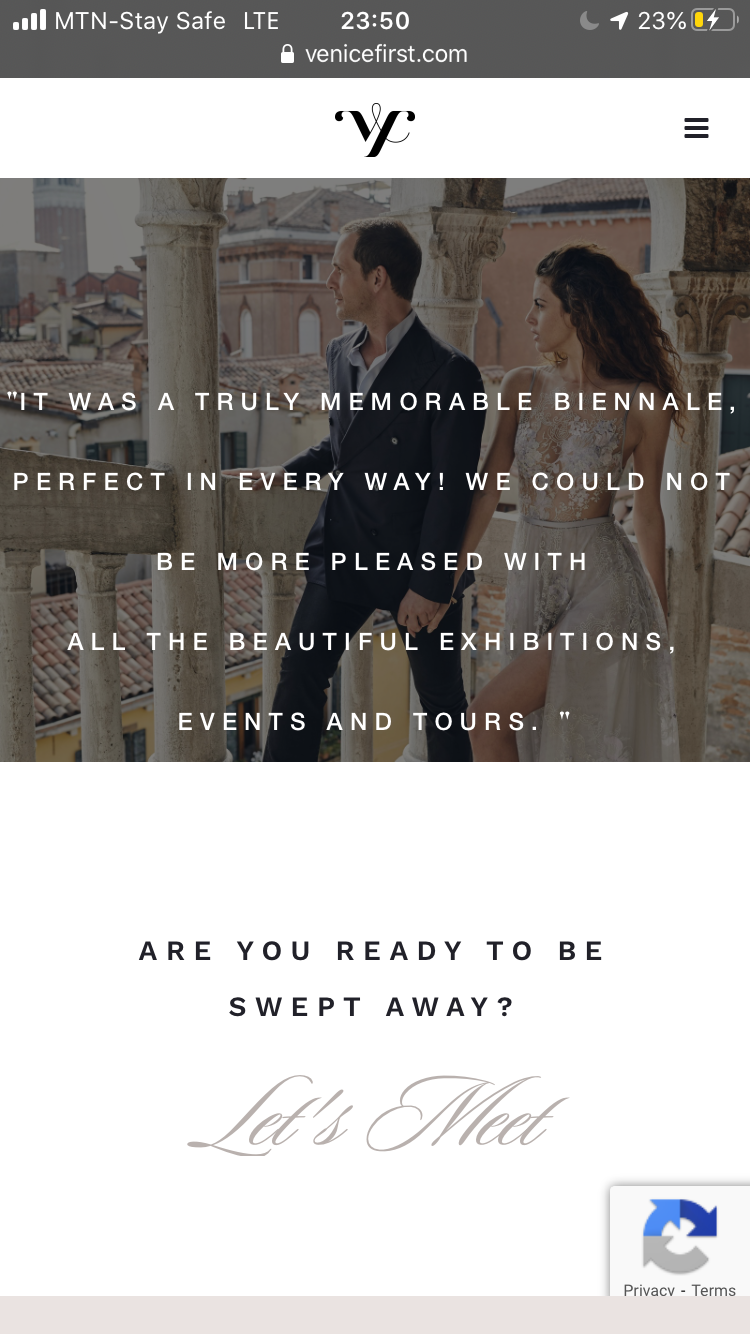 MTN-Stay Safe LTE 23:50 23%
venicefirst.com
"IT WAS A TRULY MEMORABLE BIENNALE,
PERFECT IN EVERY WAY! WE COULD NOT
BE MORE PLEASED WITH
ALL THE BEAUTIFUL EXHIBITIONS,
EVENTS AND TOURS. "
ARE YOU READY TO BE
SWEPT AWAY?
Let's Meet
Privacy - Terms